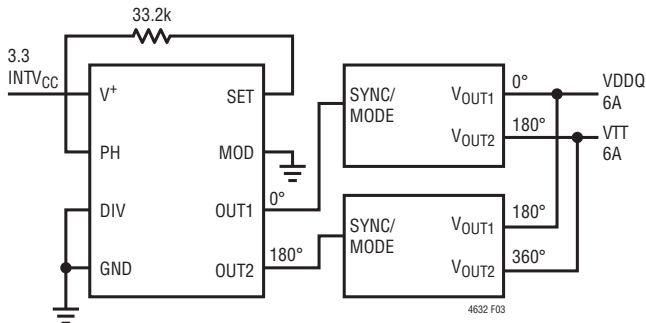 33.2k
3.3
INTVCC
V+
SET
PH
MOD
DIV
OUT1
0°
GND
OUT2
180°
SYNC/
MODE
VOUT1
0°
VOUT2
180°
VDDQ
6A
VTT
6A
SYNC/
MODE
VOUT1
180°
VOUT2
360°
4632 F03